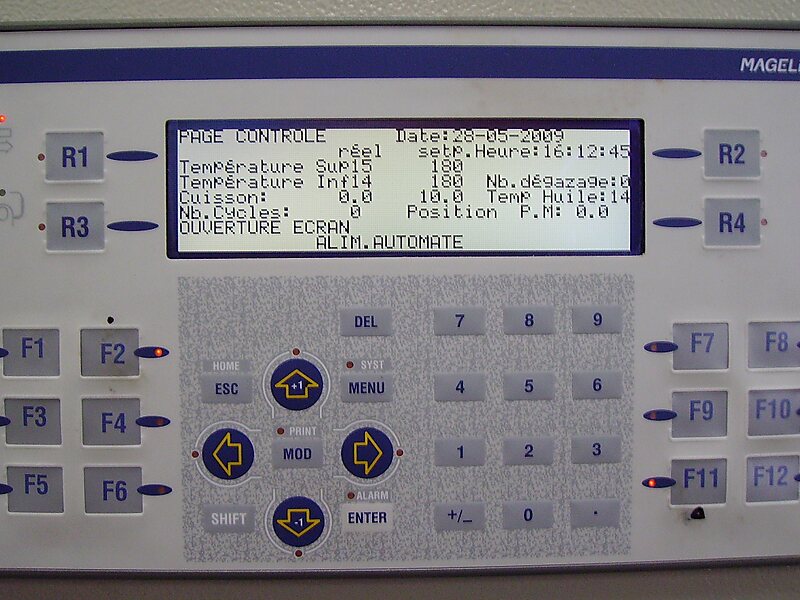 MAGELI
PAGE CONTROLE Date:28-05-2009
réel setp.Heure:16:12:45
Température Sup15 180
Température Inf14 180 Nb.dégazage:0
Cuisson: 0.0 10.0 Temp Huile:14
Nb.Cycles: 0 Position P.M: 0.0
OUVERTURE ECRAN
ALIM.AUTOMATE
R1 R2
R3 R4
DEL 7 8 9
F1 F2 F7 F8
HOME SYST
ESC +1 MENU 4 5 6
F3 F4 F9 F10
PRINT
MOD 1 2 3
F5 F6 F11 F12
ALARM
SHIFT -1 ENTER +/_ 0 .